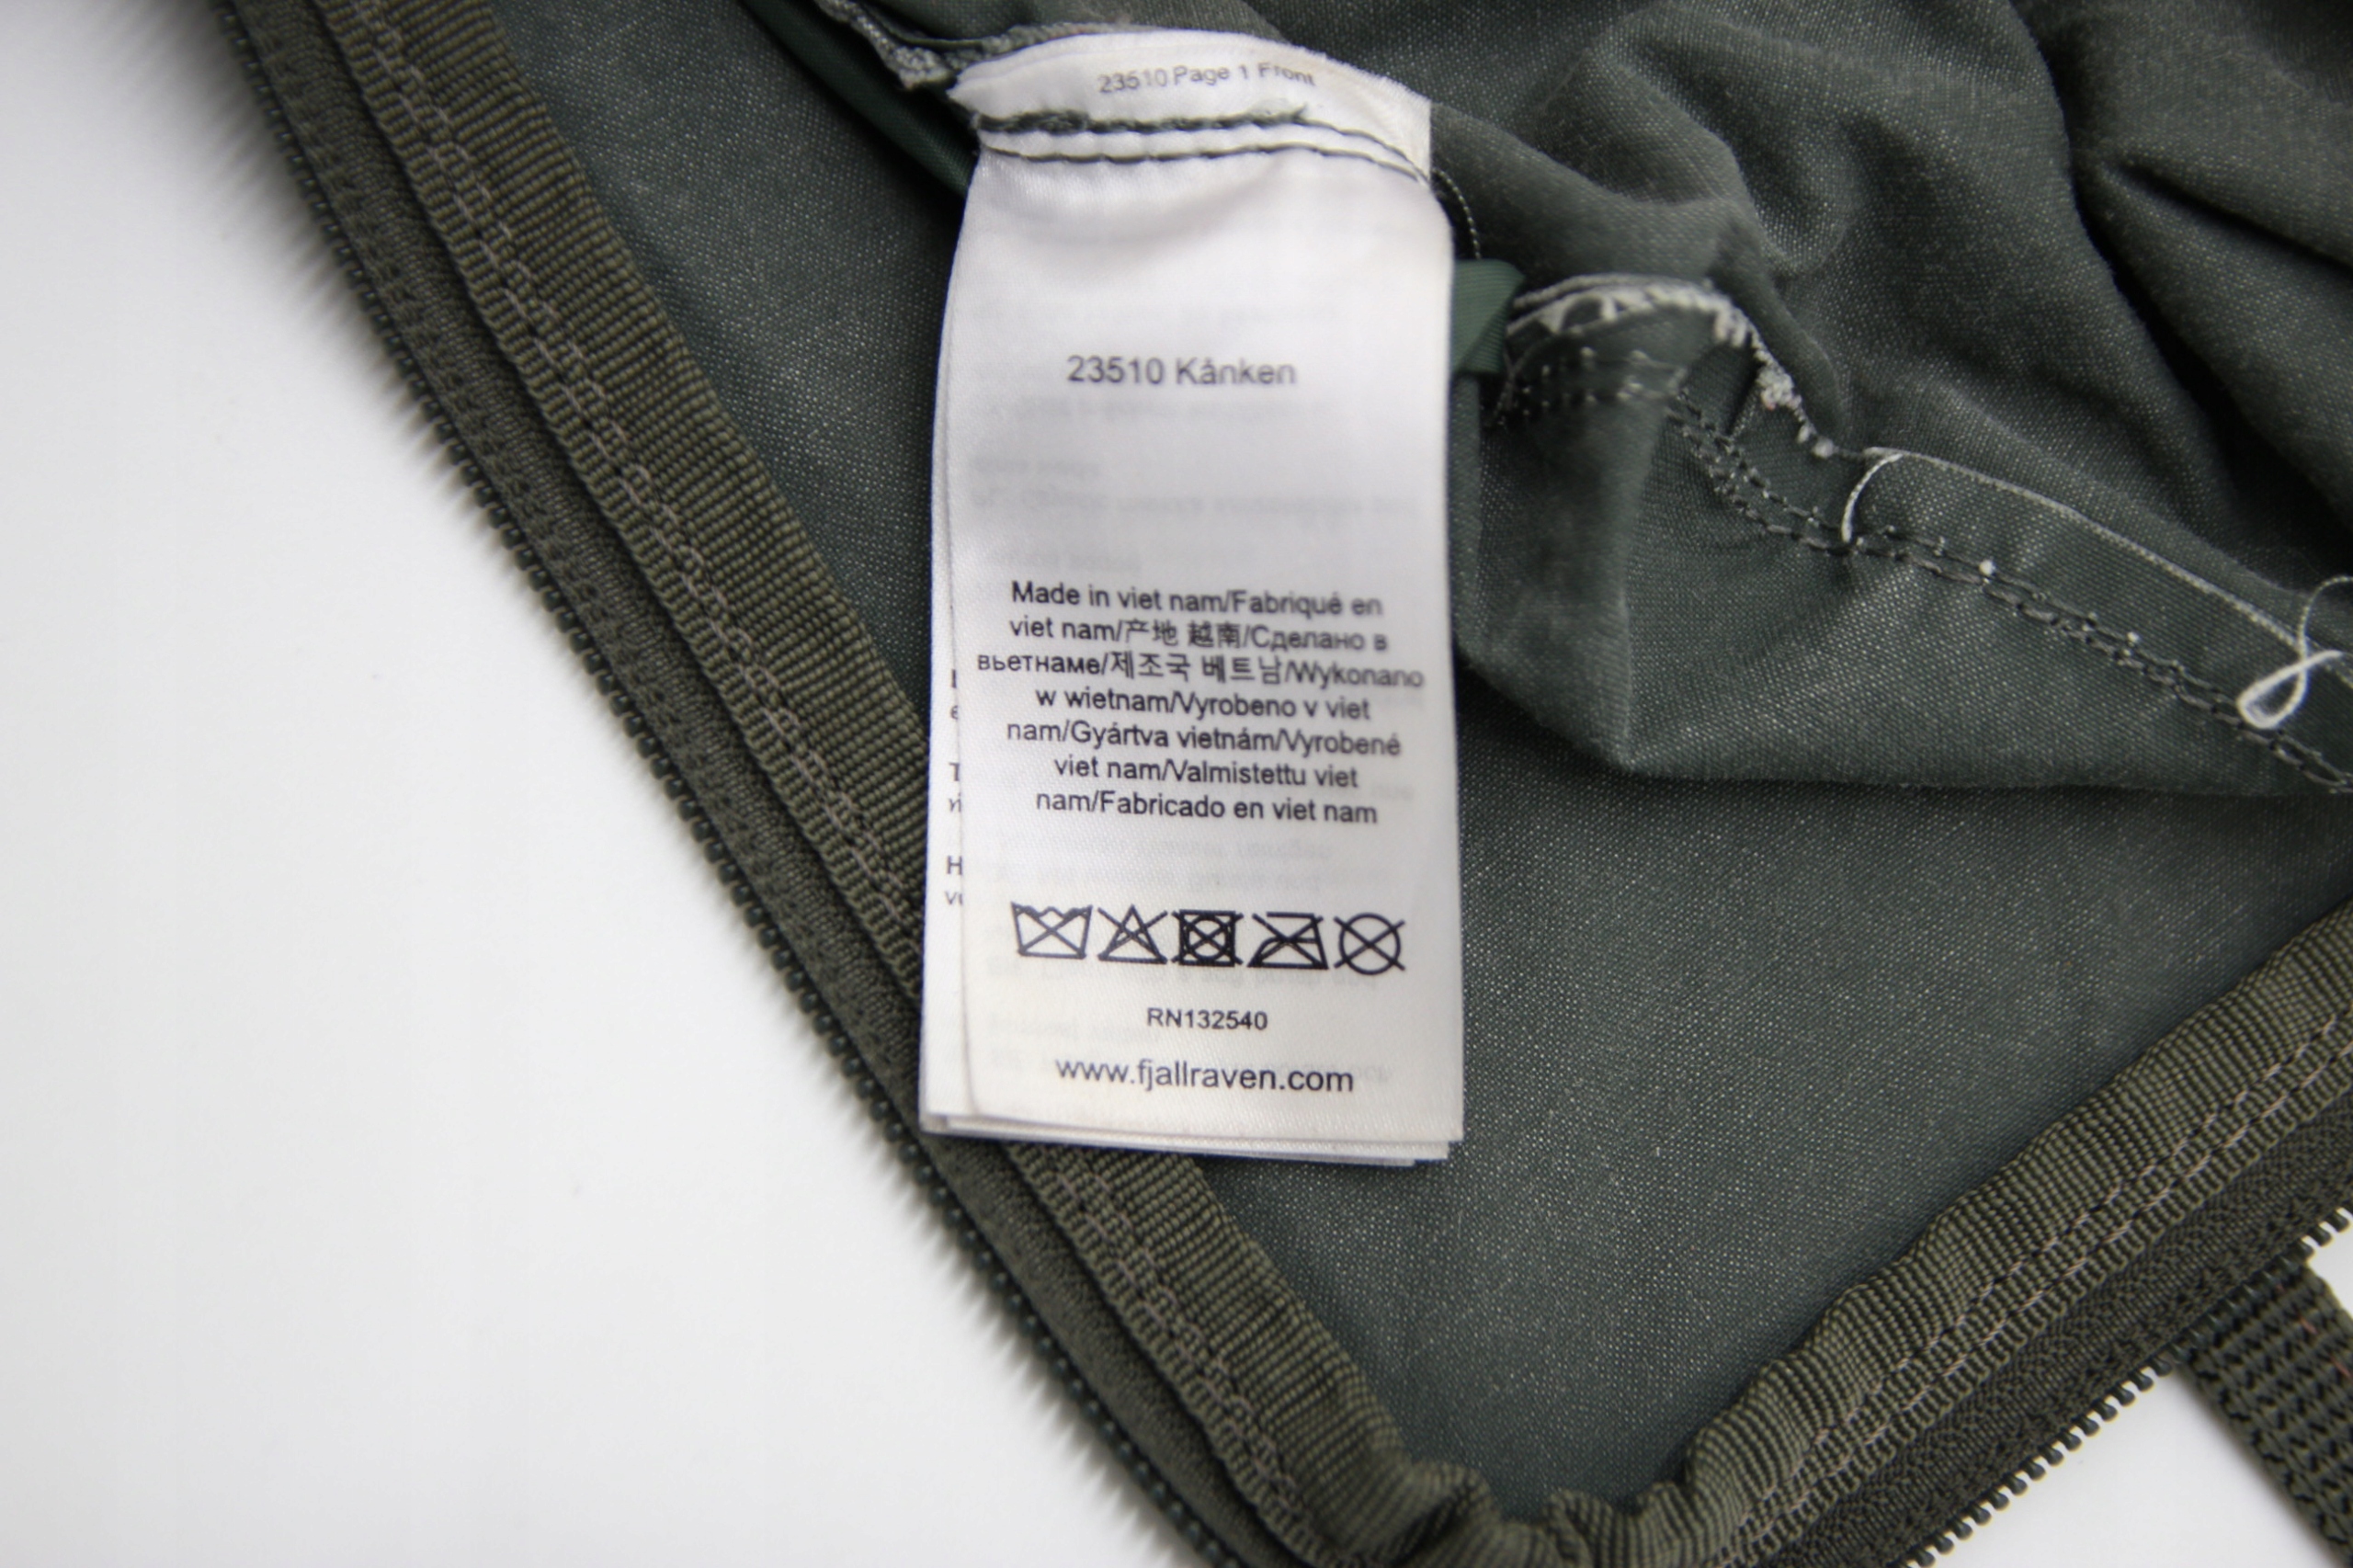 23510 Page 1 Front
23510 Kånken
Made in viet nam/Fabriqué en
viet nam/产地 越南/Сделано в
вьетнаме/제조국 베트남/Wykonano
w wietnam/Vyrobeno v viet
nam/Gyártva vietnám/Vyrobené
viet nam/Valmistettu viet
nam/Fabricado en viet nam
RN132540
www.fjallraven.com